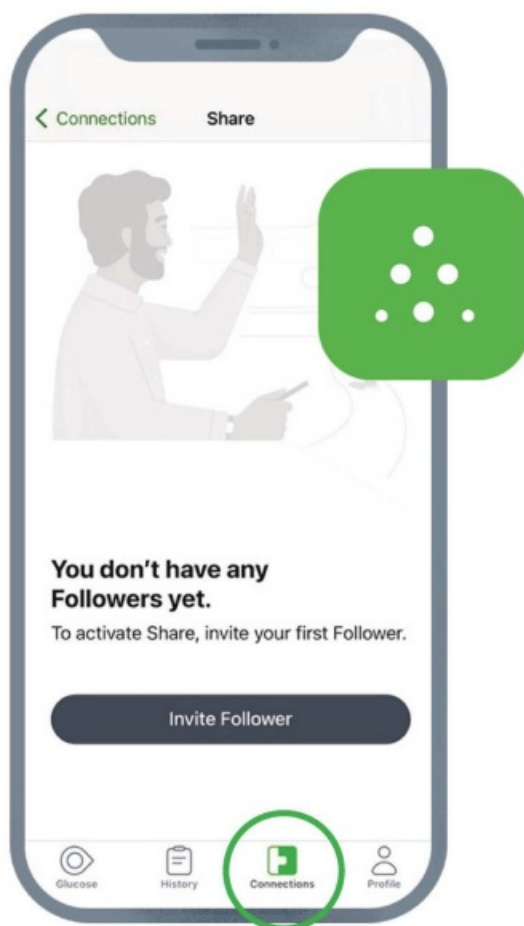 Connections Share
You don't have any
Followers yet.
To activate Share, invite your first Follower.
Invite Follower
Glucose History Connections Profile